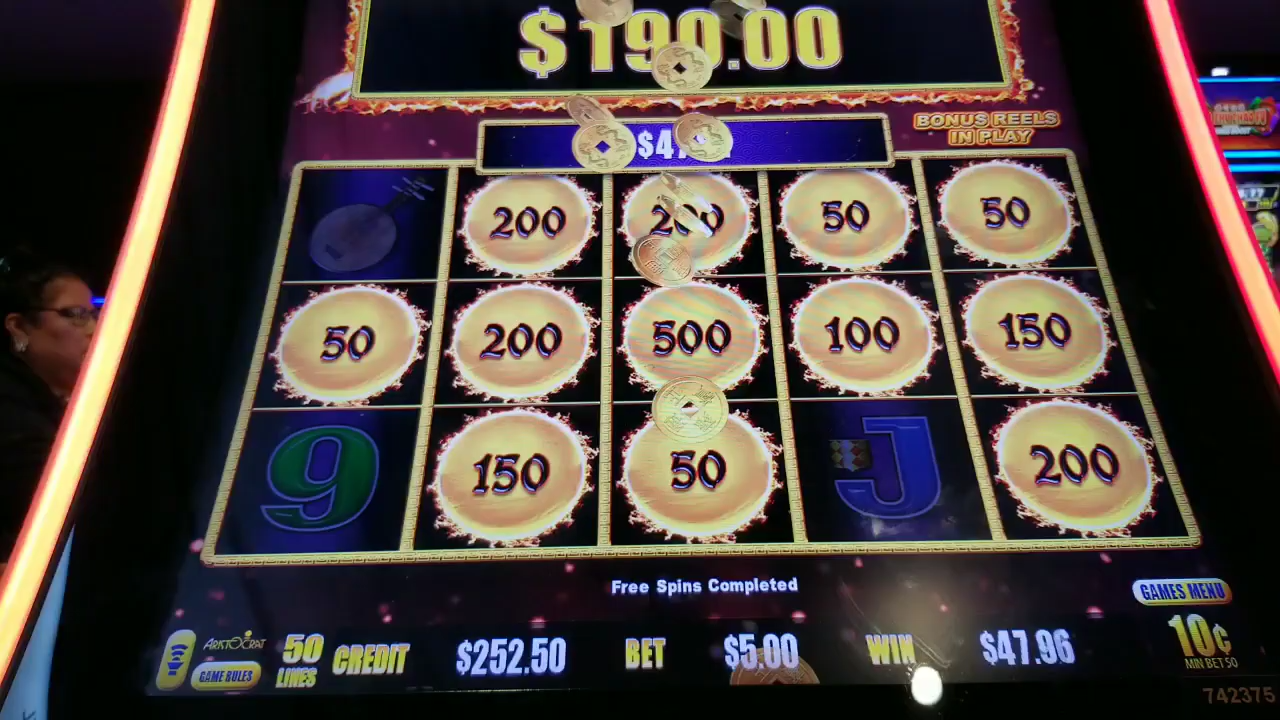 $190.00
BONUS REELS
IN PLAY
200 200 50 50
50 200 500 100 150
9 150 50 J 200
Free Spins Completed
GAMES MENU
ARISTOCRAT
GAME RULES
50
LINES
CREDIT $252.50 BET $5.00 WIN $47.96
10¢
MIN BET 50
742375